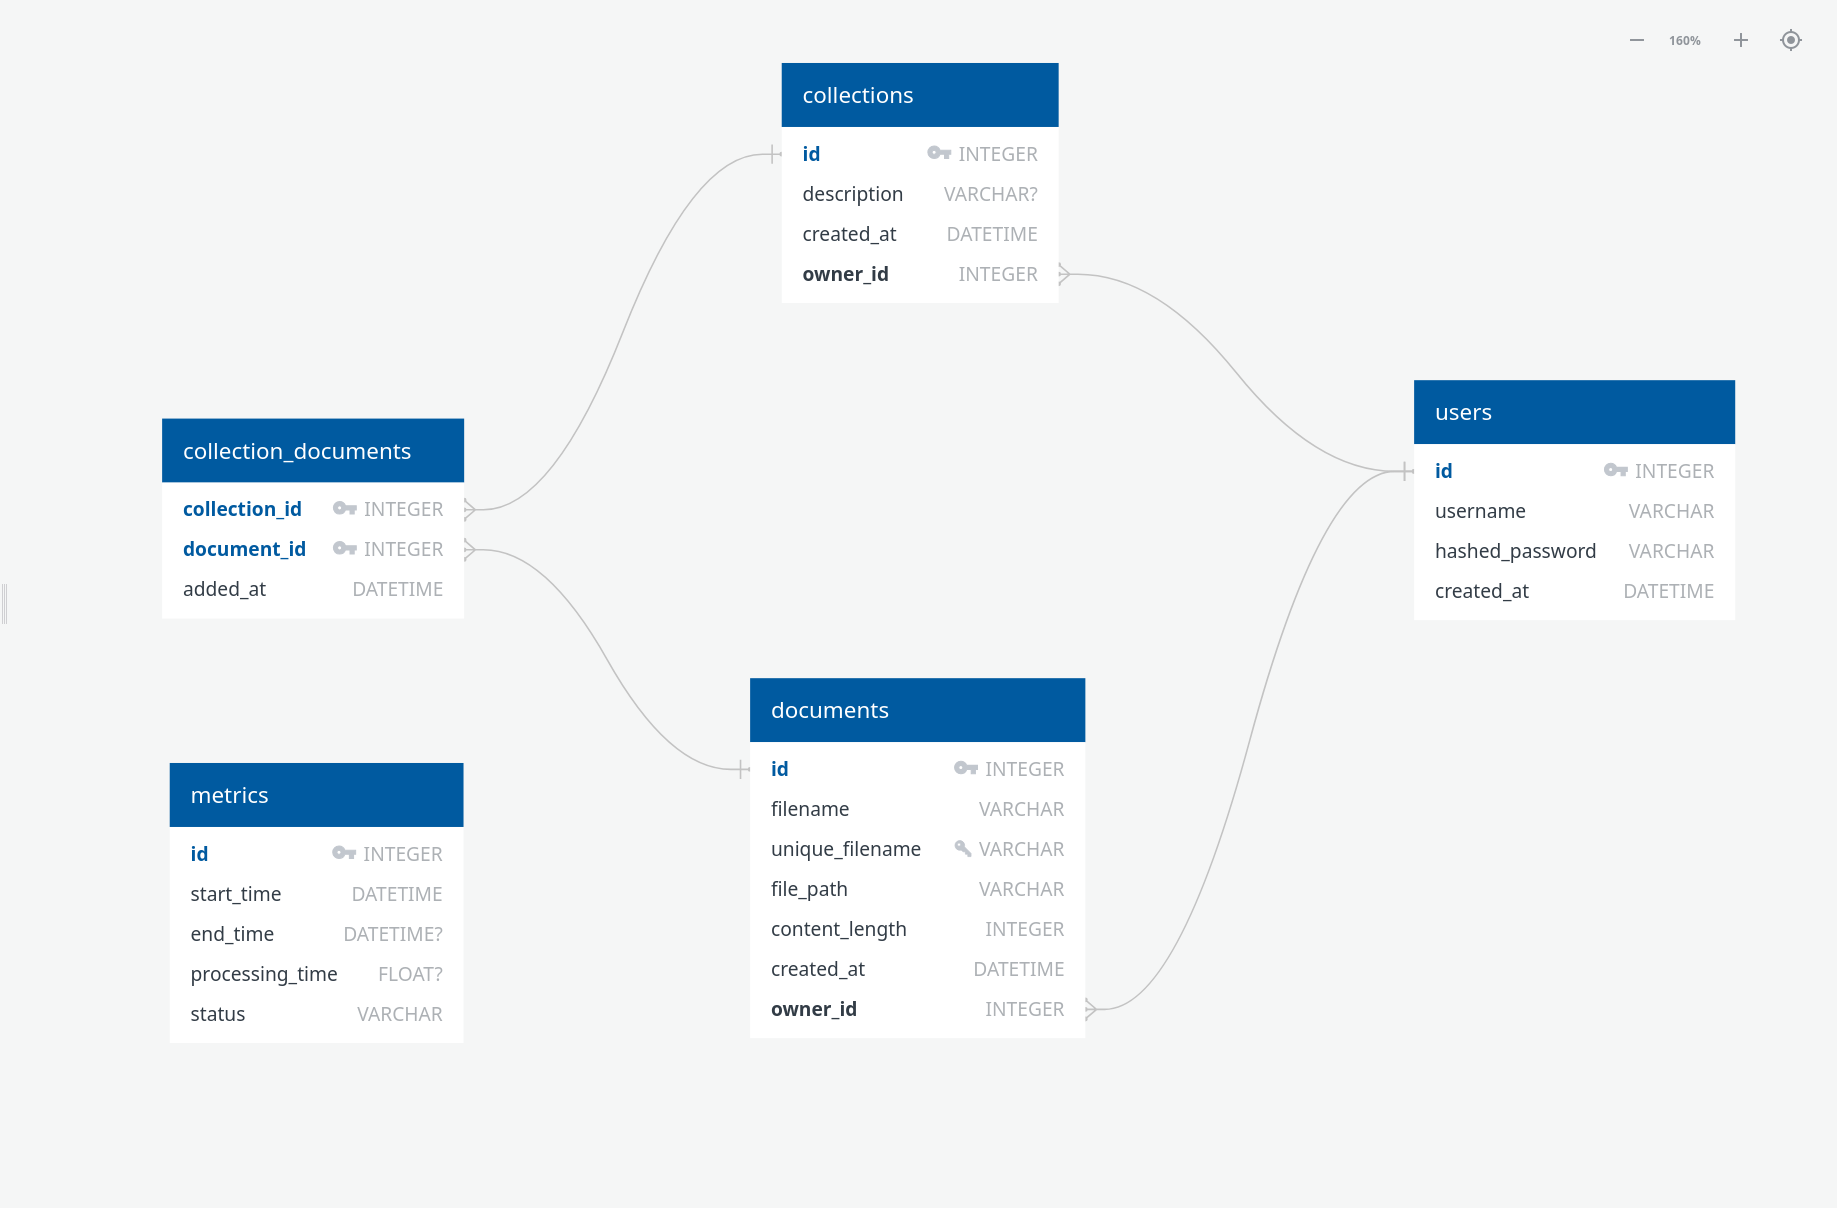 160%
collections
id INTEGER
description VARCHAR?
created_at DATETIME
owner_id INTEGER
users
id INTEGER
username VARCHAR
hashed_password VARCHAR
created_at DATETIME
collection_documents
collection_id INTEGER
document_id INTEGER
added_at DATETIME
documents
id INTEGER
filename VARCHAR
unique_filename VARCHAR
file_path VARCHAR
content_length INTEGER
created_at DATETIME
owner_id INTEGER
metrics
id INTEGER
start_time DATETIME
end_time DATETIME?
processing_time FLOAT?
status VARCHAR